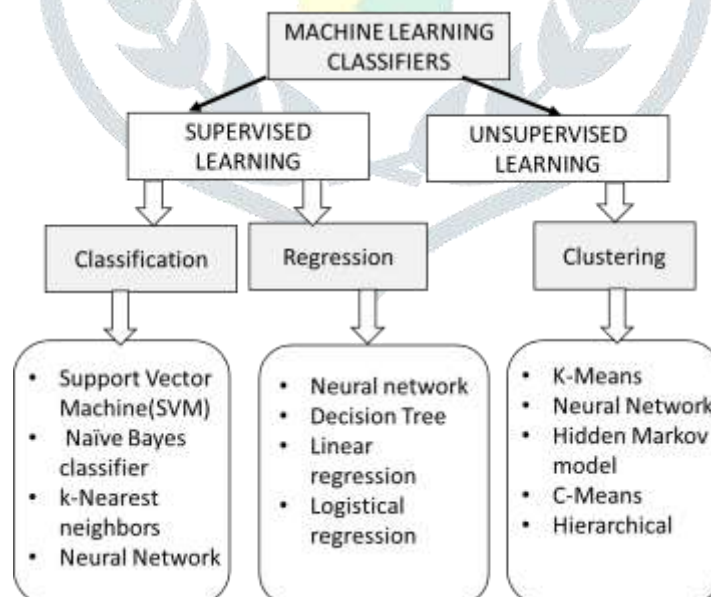 MACHINE LEARNING
CLASSIFIERS
SUPERVISED
LEARNING
UNSUPERVISED
LEARNING
Classification
Regression
Clustering
• Support Vector
Machine(SVM)
• Naïve Bayes
classifier
• k-Nearest
neighbors
• Neural Network
• Neural network
• Decision Tree
• Linear
regression
• Logistical
regression
• K-Means
• Neural Network
• Hidden Markov
model
• C-Means
• Hierarchical